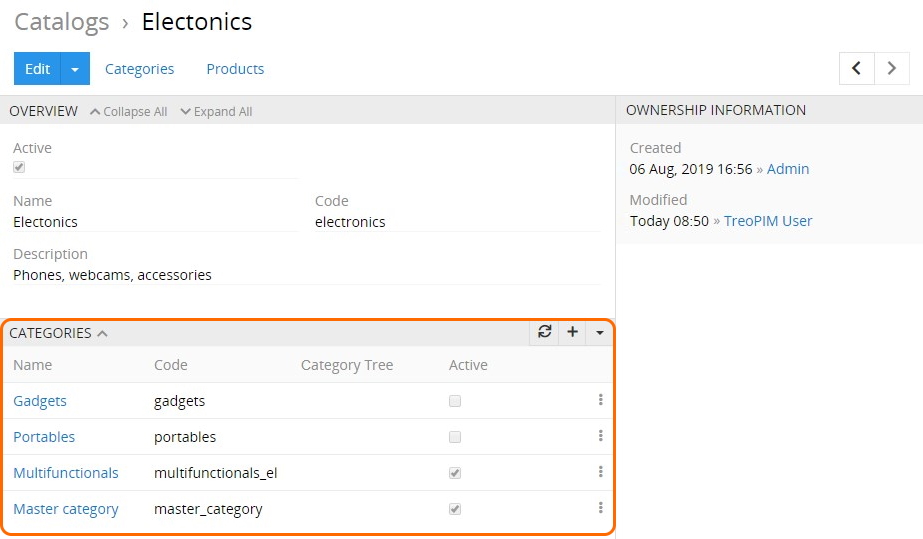 Catalogs › Electonics
Edit Categories Products
OVERVIEW Collapse All Expand All
Active
Name Code
Electonics electronics
Description
Phones, webcams, accessories
OWNERSHIP INFORMATION
Created
06 Aug, 2019 16:56 » Admin
Modified
Today 08:50 » TreoPIM User
CATEGORIES
Name Code Category Tree Active
Gadgets gadgets
Portables portables
Multifunctionals multifunctionals_el
Master category master_category